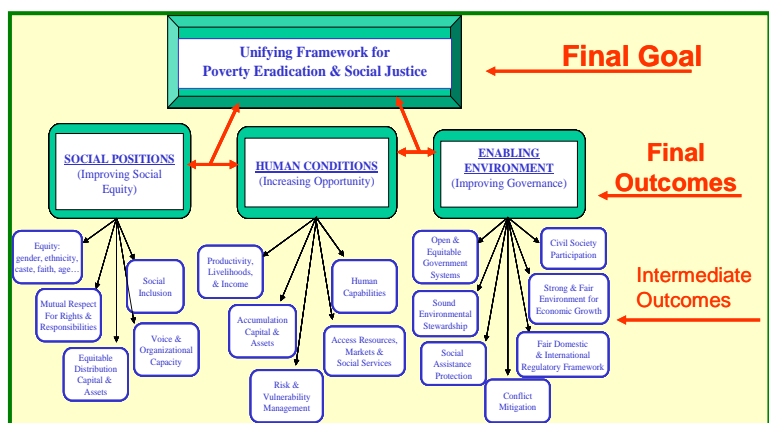 Unifying Framework for
Poverty Eradication & Social Justice
Final Goal
SOCIAL POSITIONS
(Improving Social
Equity)
HUMAN CONDITIONS
(Increasing Opportunity)
ENABLING
ENVIRONMENT
(Improving Governance)
Final
Outcomes
Equity:
gender, ethnicity,
caste, faith, age…
Mutual Respect
For Rights &
Responsibilities
Equitable
Distribution
Capital &
Assets
Social
Inclusion
Voice &
Organizational
Capacity
Productivity,
Livelihoods,
& Income
Accumulation
Capital &
Assets
Risk &
Vulnerability
Management
Human
Capabilities
Access Resources,
Markets &
Social Services
Open &
Equitable
Government
Systems
Sound
Environmental
Stewardship
Social
Assistance
Protection
Conflict
Mitigation
Civil Society
Participation
Strong & Fair
Environment for
Economic Growth
Fair Domestic
& International
Regulatory Framework
Intermediate
Outcomes